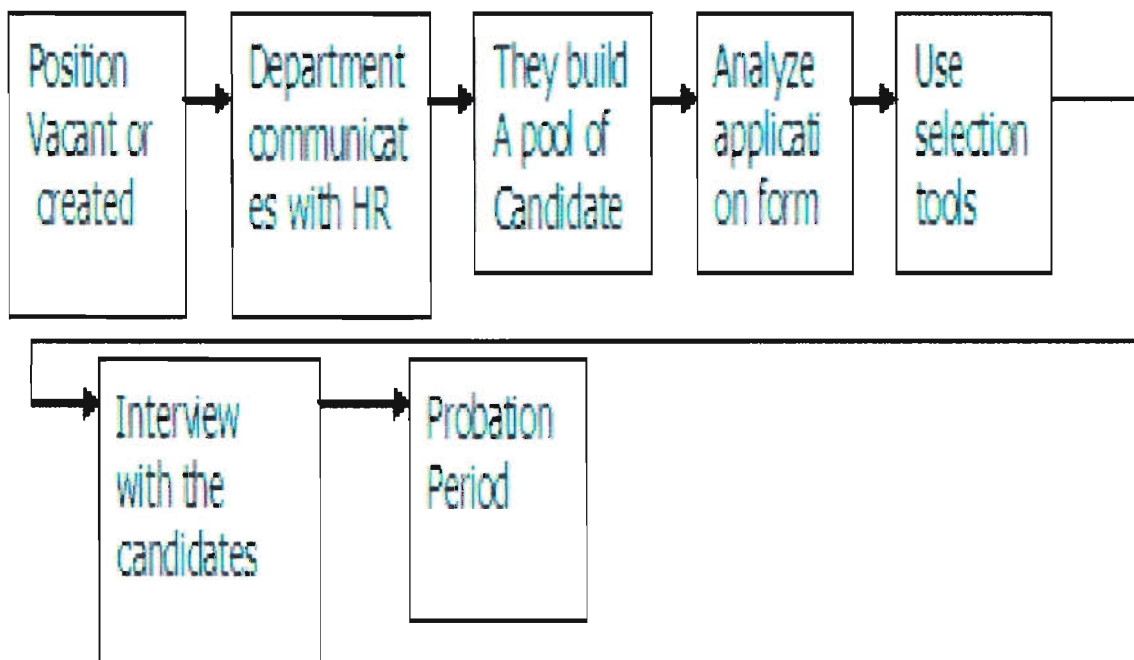 Position
Vacant or
created
Department
communicat
es with HR
They build
A pool of
Candidate
Analyze
applicati
on form
Use
selection
tools
Interview
with the
candidates
Probation
Period